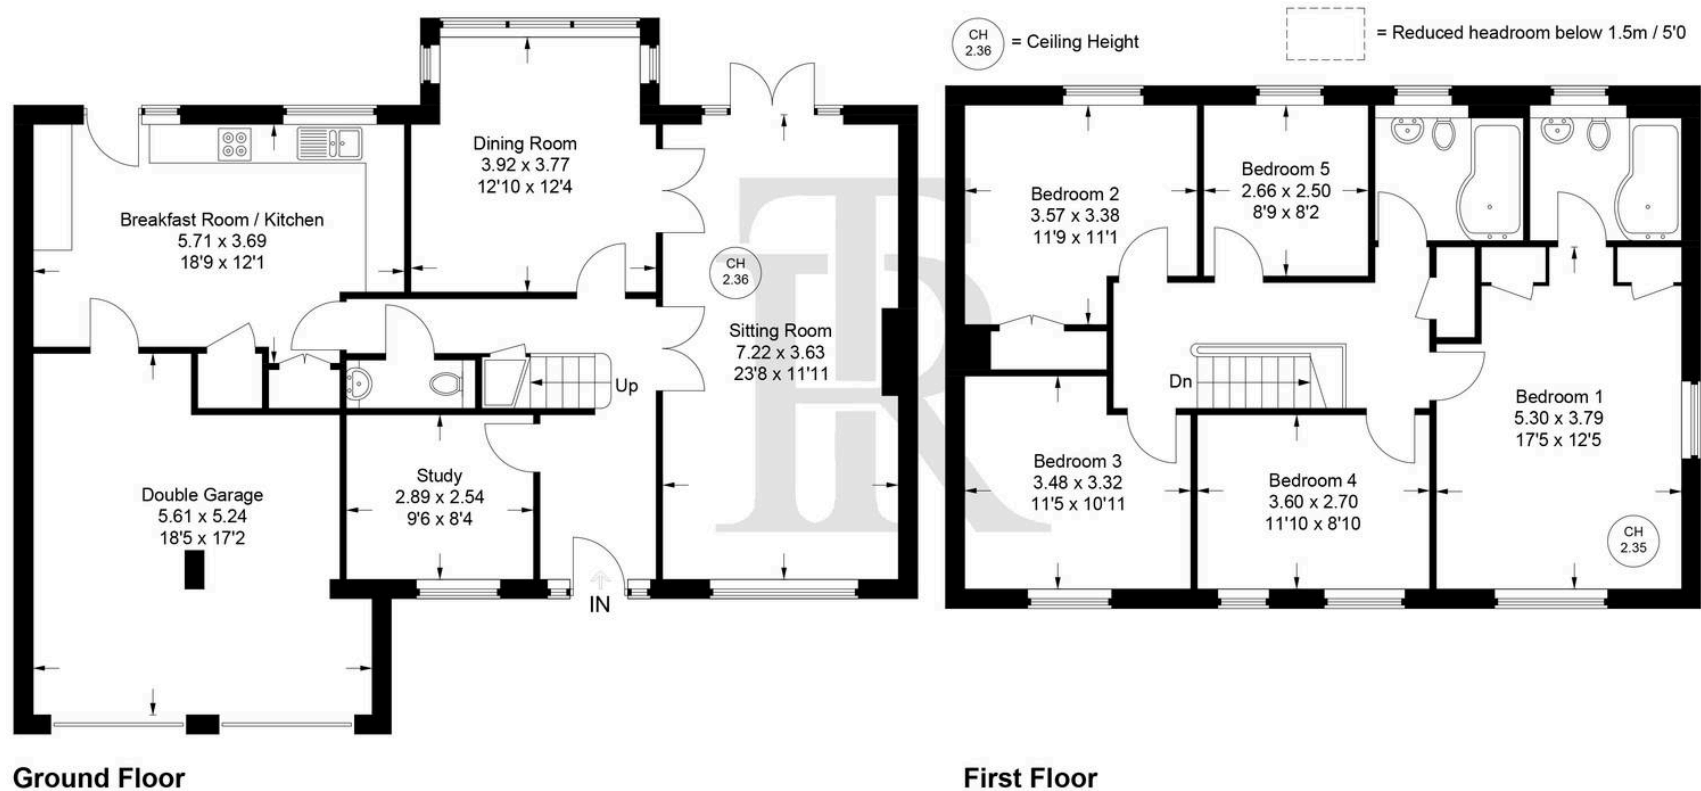 CH
2.36
= Ceiling Height
= Reduced headroom below 1.5m / 5'0
Dining Room
3.92 x 3.77
12'10 x 12'4
Breakfast Room / Kitchen
5.71 x 3.69
18'9 x 12'1
CH
2.36
Sitting Room
7.22 x 3.63
23'8 x 11'11
Up
Study
2.89 x 2.54
9'6 x 8'4
Double Garage
5.61 x 5.24
18'5 x 17'2
IN
Bedroom 2
3.57 x 3.38
11'9 x 11'1
Bedroom 5
2.66 x 2.50
8'9 x 8'2
Dn
Bedroom 1
5.30 x 3.79
17'5 x 12'5
Bedroom 3
3.48 x 3.32
11'5 x 10'11
Bedroom 4
3.60 x 2.70
11'10 x 8'10
CH
2.35
TR
Ground Floor
First Floor